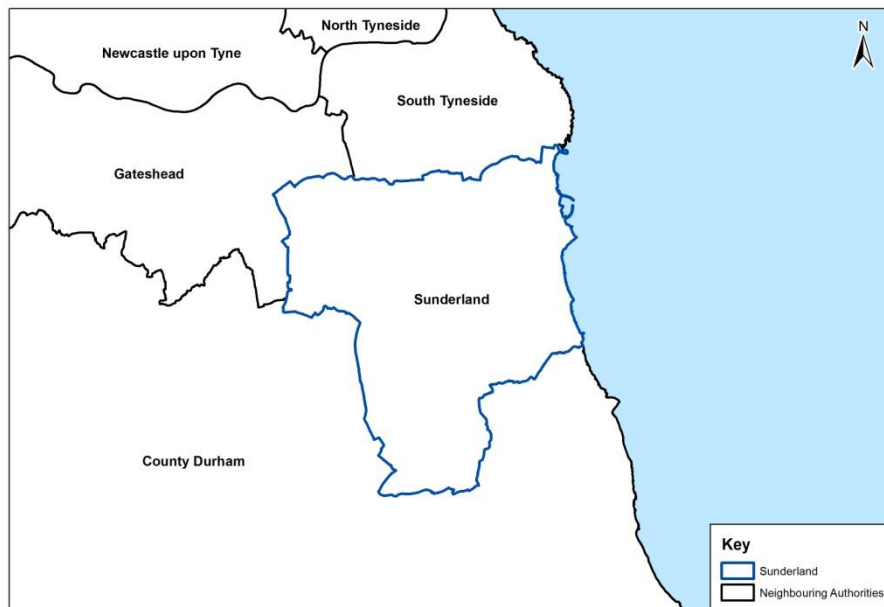 North Tyneside
N
Newcastle upon Tyne
South Tyneside
Gateshead
Sunderland
County Durham
Key
Sunderland
Neighbouring Authorities